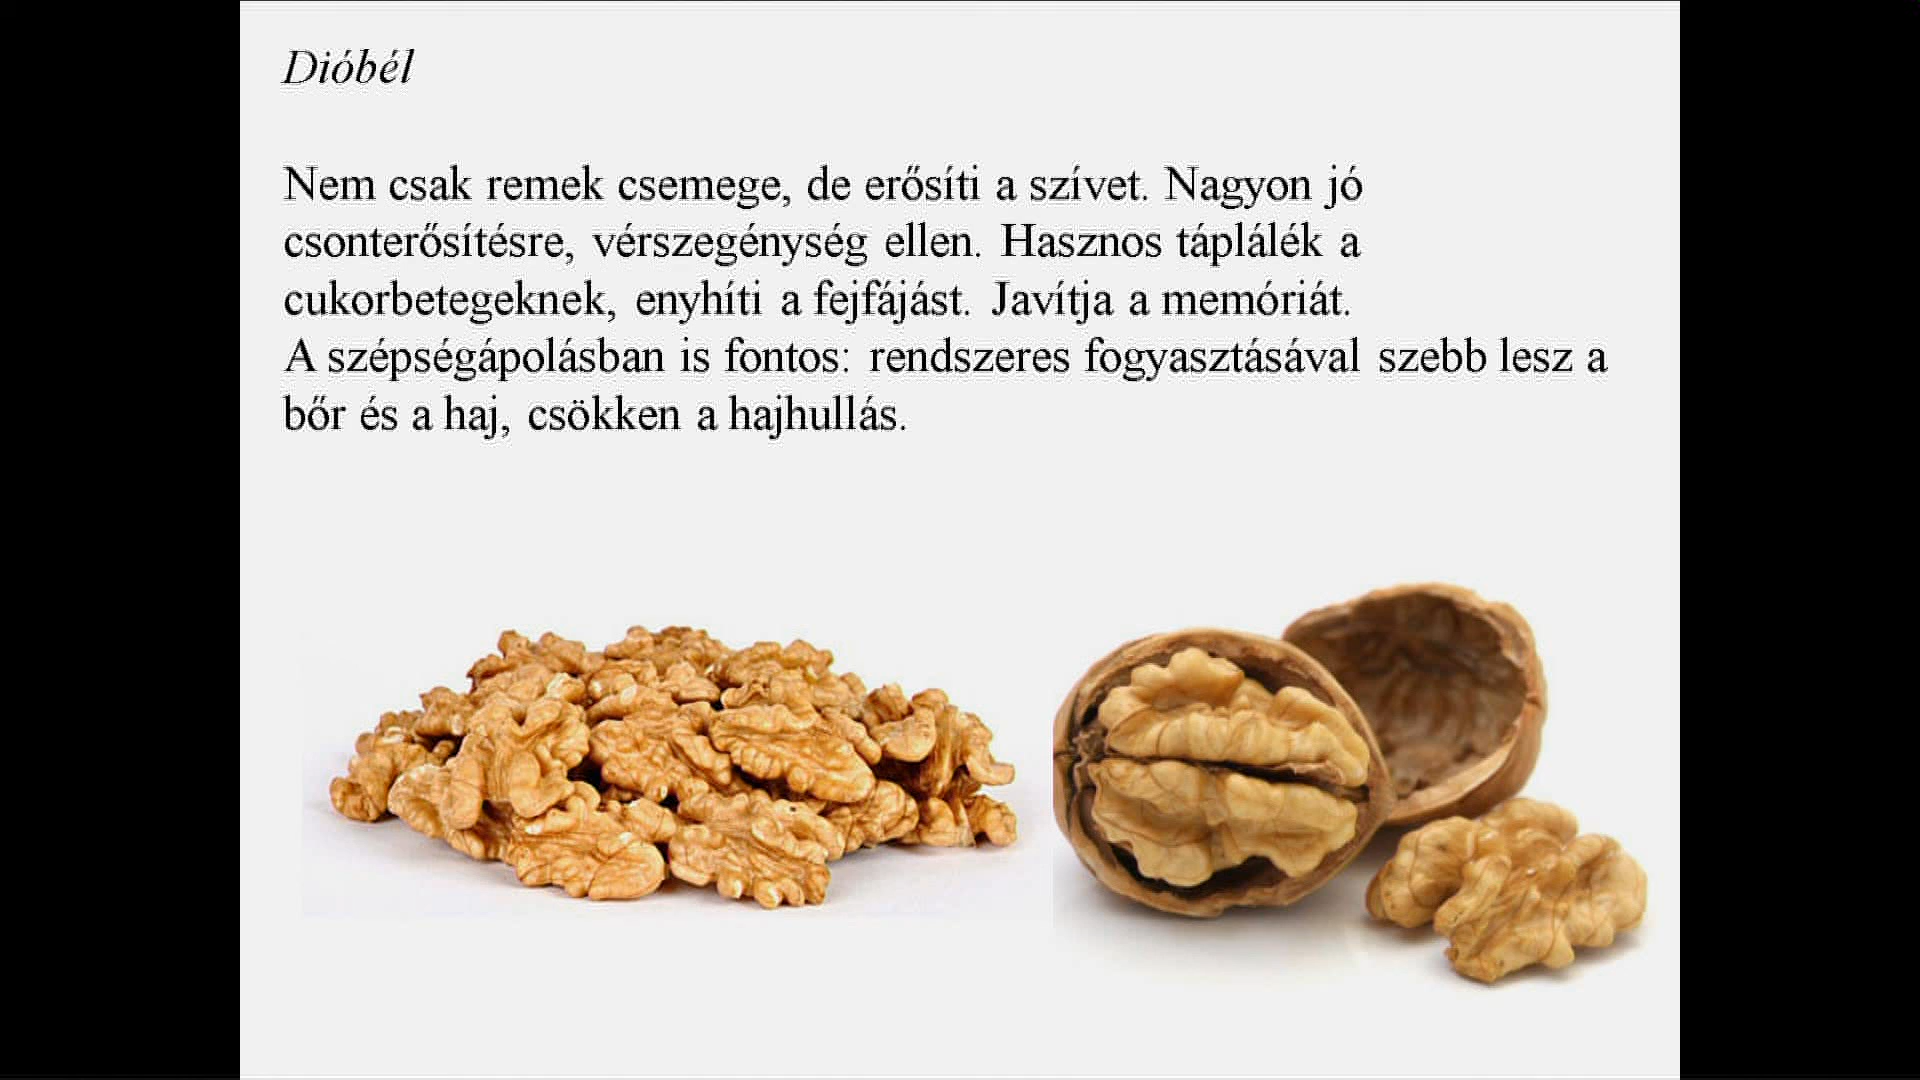 Dióbél
Nem csak remek csemege, de erősíti a szívet. Nagyon jó
csonterősítésre, vérszegénység ellen. Hasznos táplálék a
cukorbetegeknek, enyhíti a fejfájást. Javítja a memóriát.
A szépségápolásban is fontos: rendszeres fogyasztásával szebb lesz a
bőr és a haj, csökken a hajhullás.